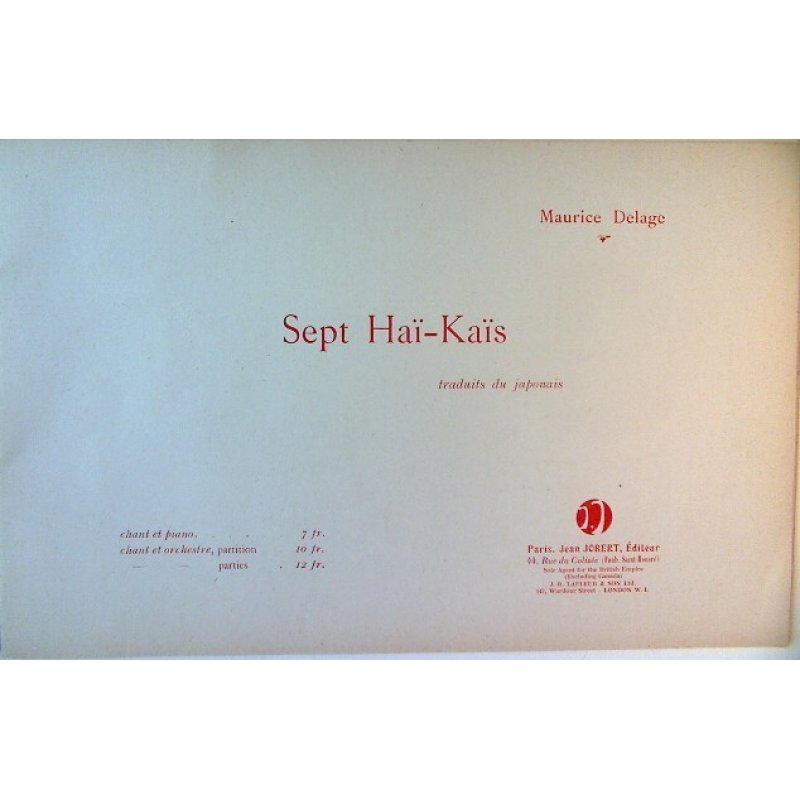 Maurice Delage
Sept Haï-Kaïs
traduits du japonais
chant et piano. . . 7 fr.
chant et orchestre, partition 10 fr.
— — parties . 12 fr.
Paris. Jean JOBERT, Éditeur
44, Rue du Colisée (Faub. Saint-Honoré)
Sole Agent for the British Empire
(Excluding Canada)
J. R. LAFLEUR & SON Ltd.
147, Wardour Street - LONDON W. I.